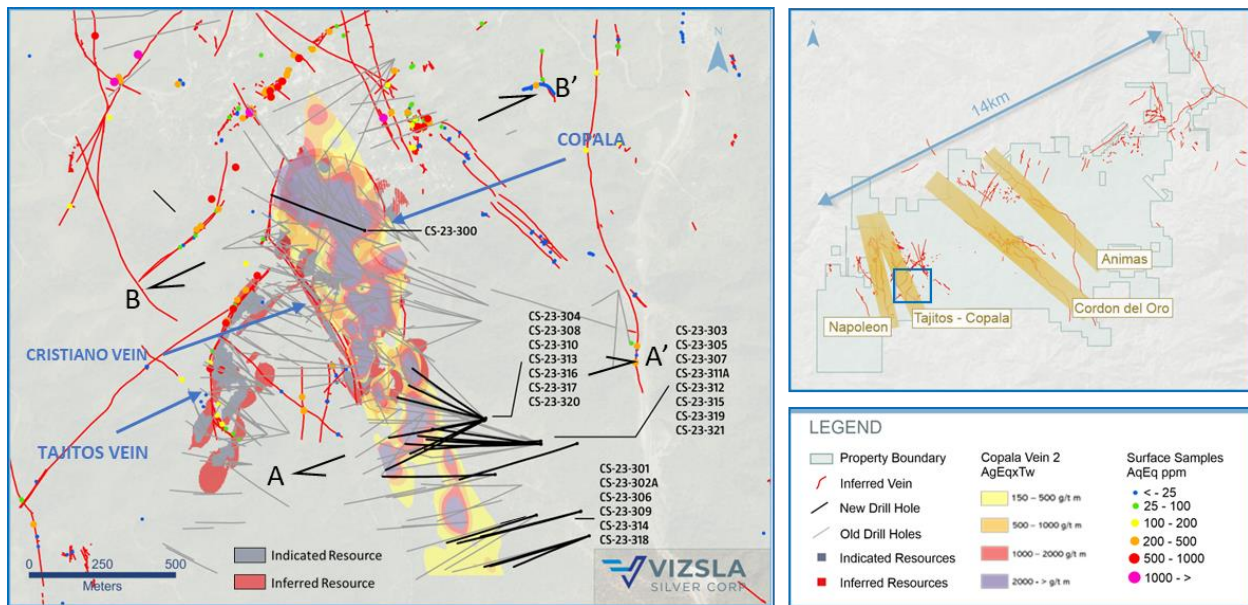 N
B’
COPALA
CS-23-300
B
CS-23-304
CS-23-308
CS-23-310
CS-23-313
CS-23-316
CS-23-317
CS-23-320
CS-23-303
CS-23-305
CS-23-307
CS-23-311A
CS-23-312
CS-23-315
CS-23-319
CS-23-321
CRISTIANO VEIN
A’
TAJITOS VEIN
A
CS-23-301
CS-23-302A
CS-23-306
CS-23-309
CS-23-314
CS-23-318
0 250 500
Meters
Indicated Resource
Inferred Resource
VIZSLA
SILVER CORP
N
14km
Animas
Cordon del Oro
Tajitos - Copala
Napoleon
LEGEND
Property Boundary
Inferred Vein
New Drill Hole
Old Drill Holes
Indicated Resources
Inferred Resources
Copala Vein 2
AgEqxTw
150 – 500 g/t m
500 – 1000 g/t m
1000 – 2000 g/t m
2000 - > g/t m
Surface Samples
AqEq ppm
< - 25
25 - 100
100 - 200
200 - 500
500 - 1000
1000 - >